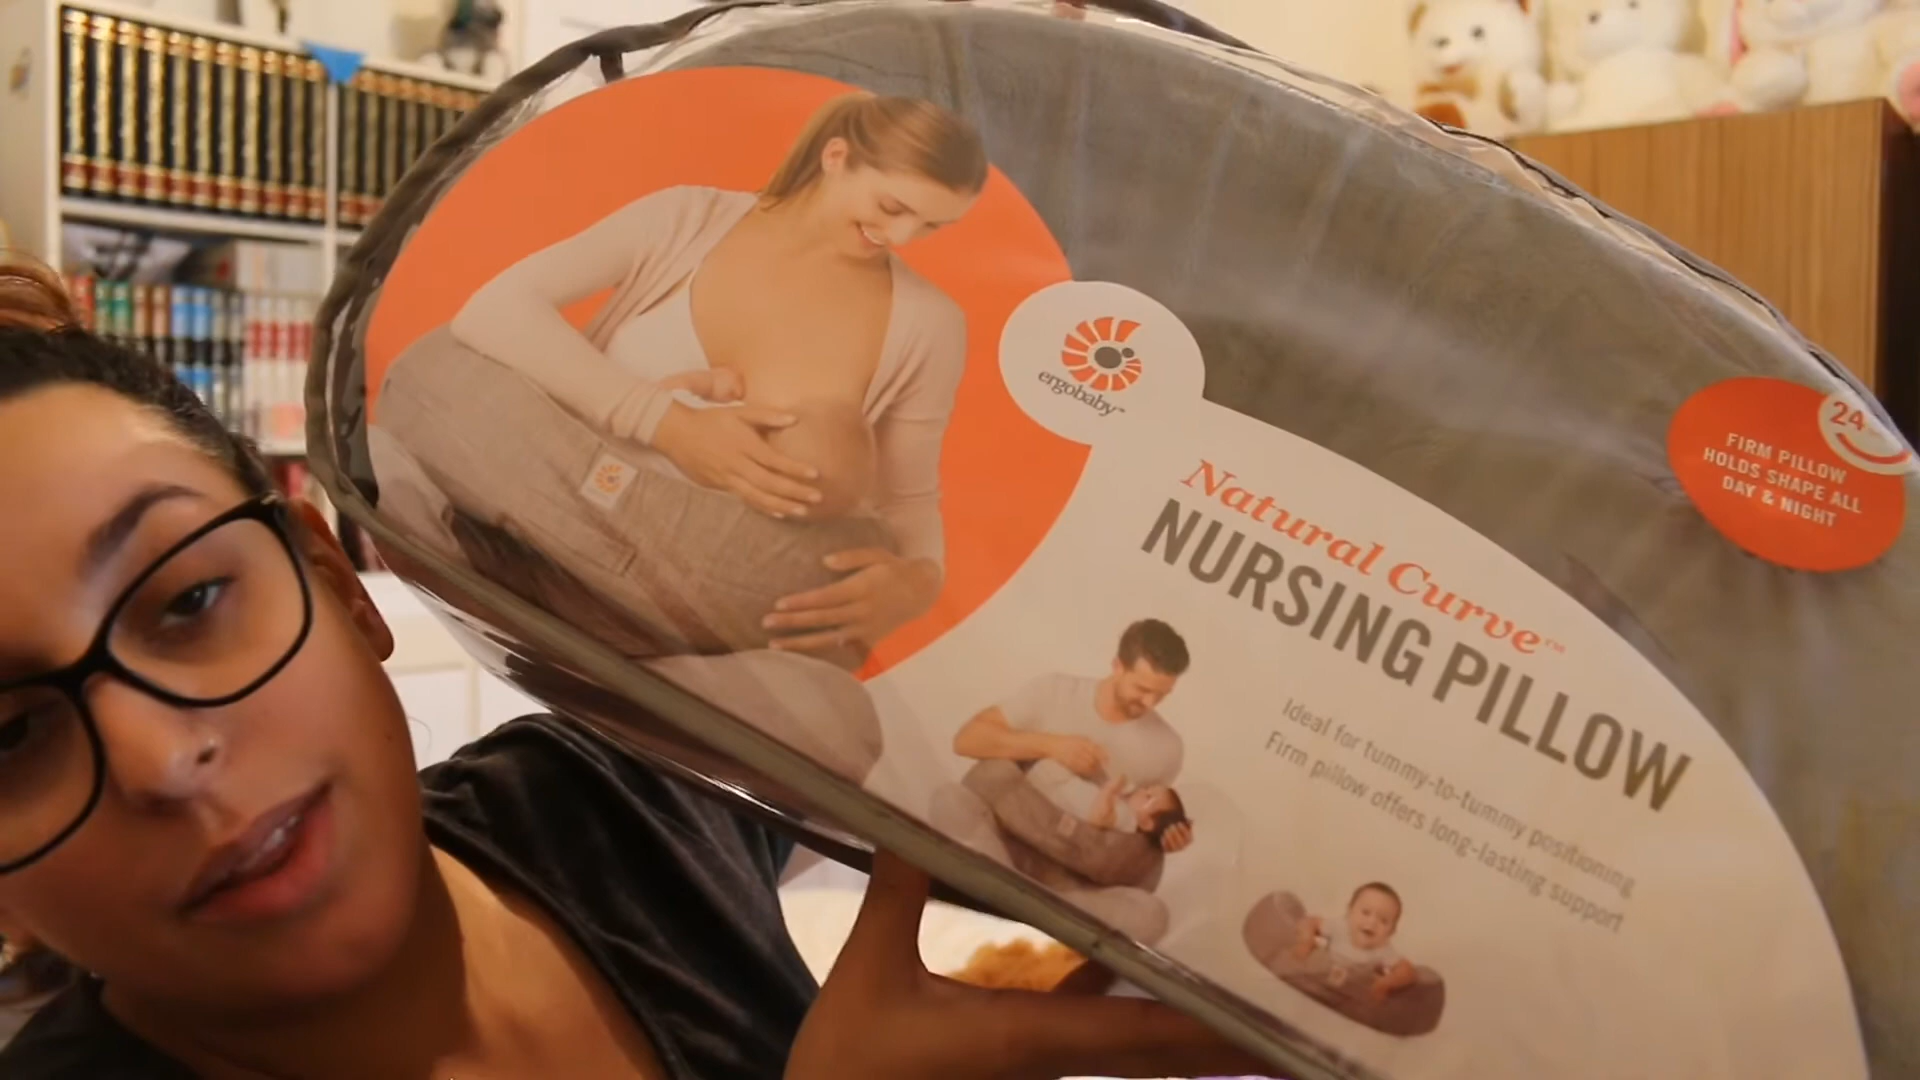 ergobaby™
Natural Curve™
NURSING PILLOW
Ideal for tummy-to-tummy positioning
Firm pillow offers long-lasting support
24
FIRM PILLOW
HOLDS SHAPE ALL
DAY & NIGHT